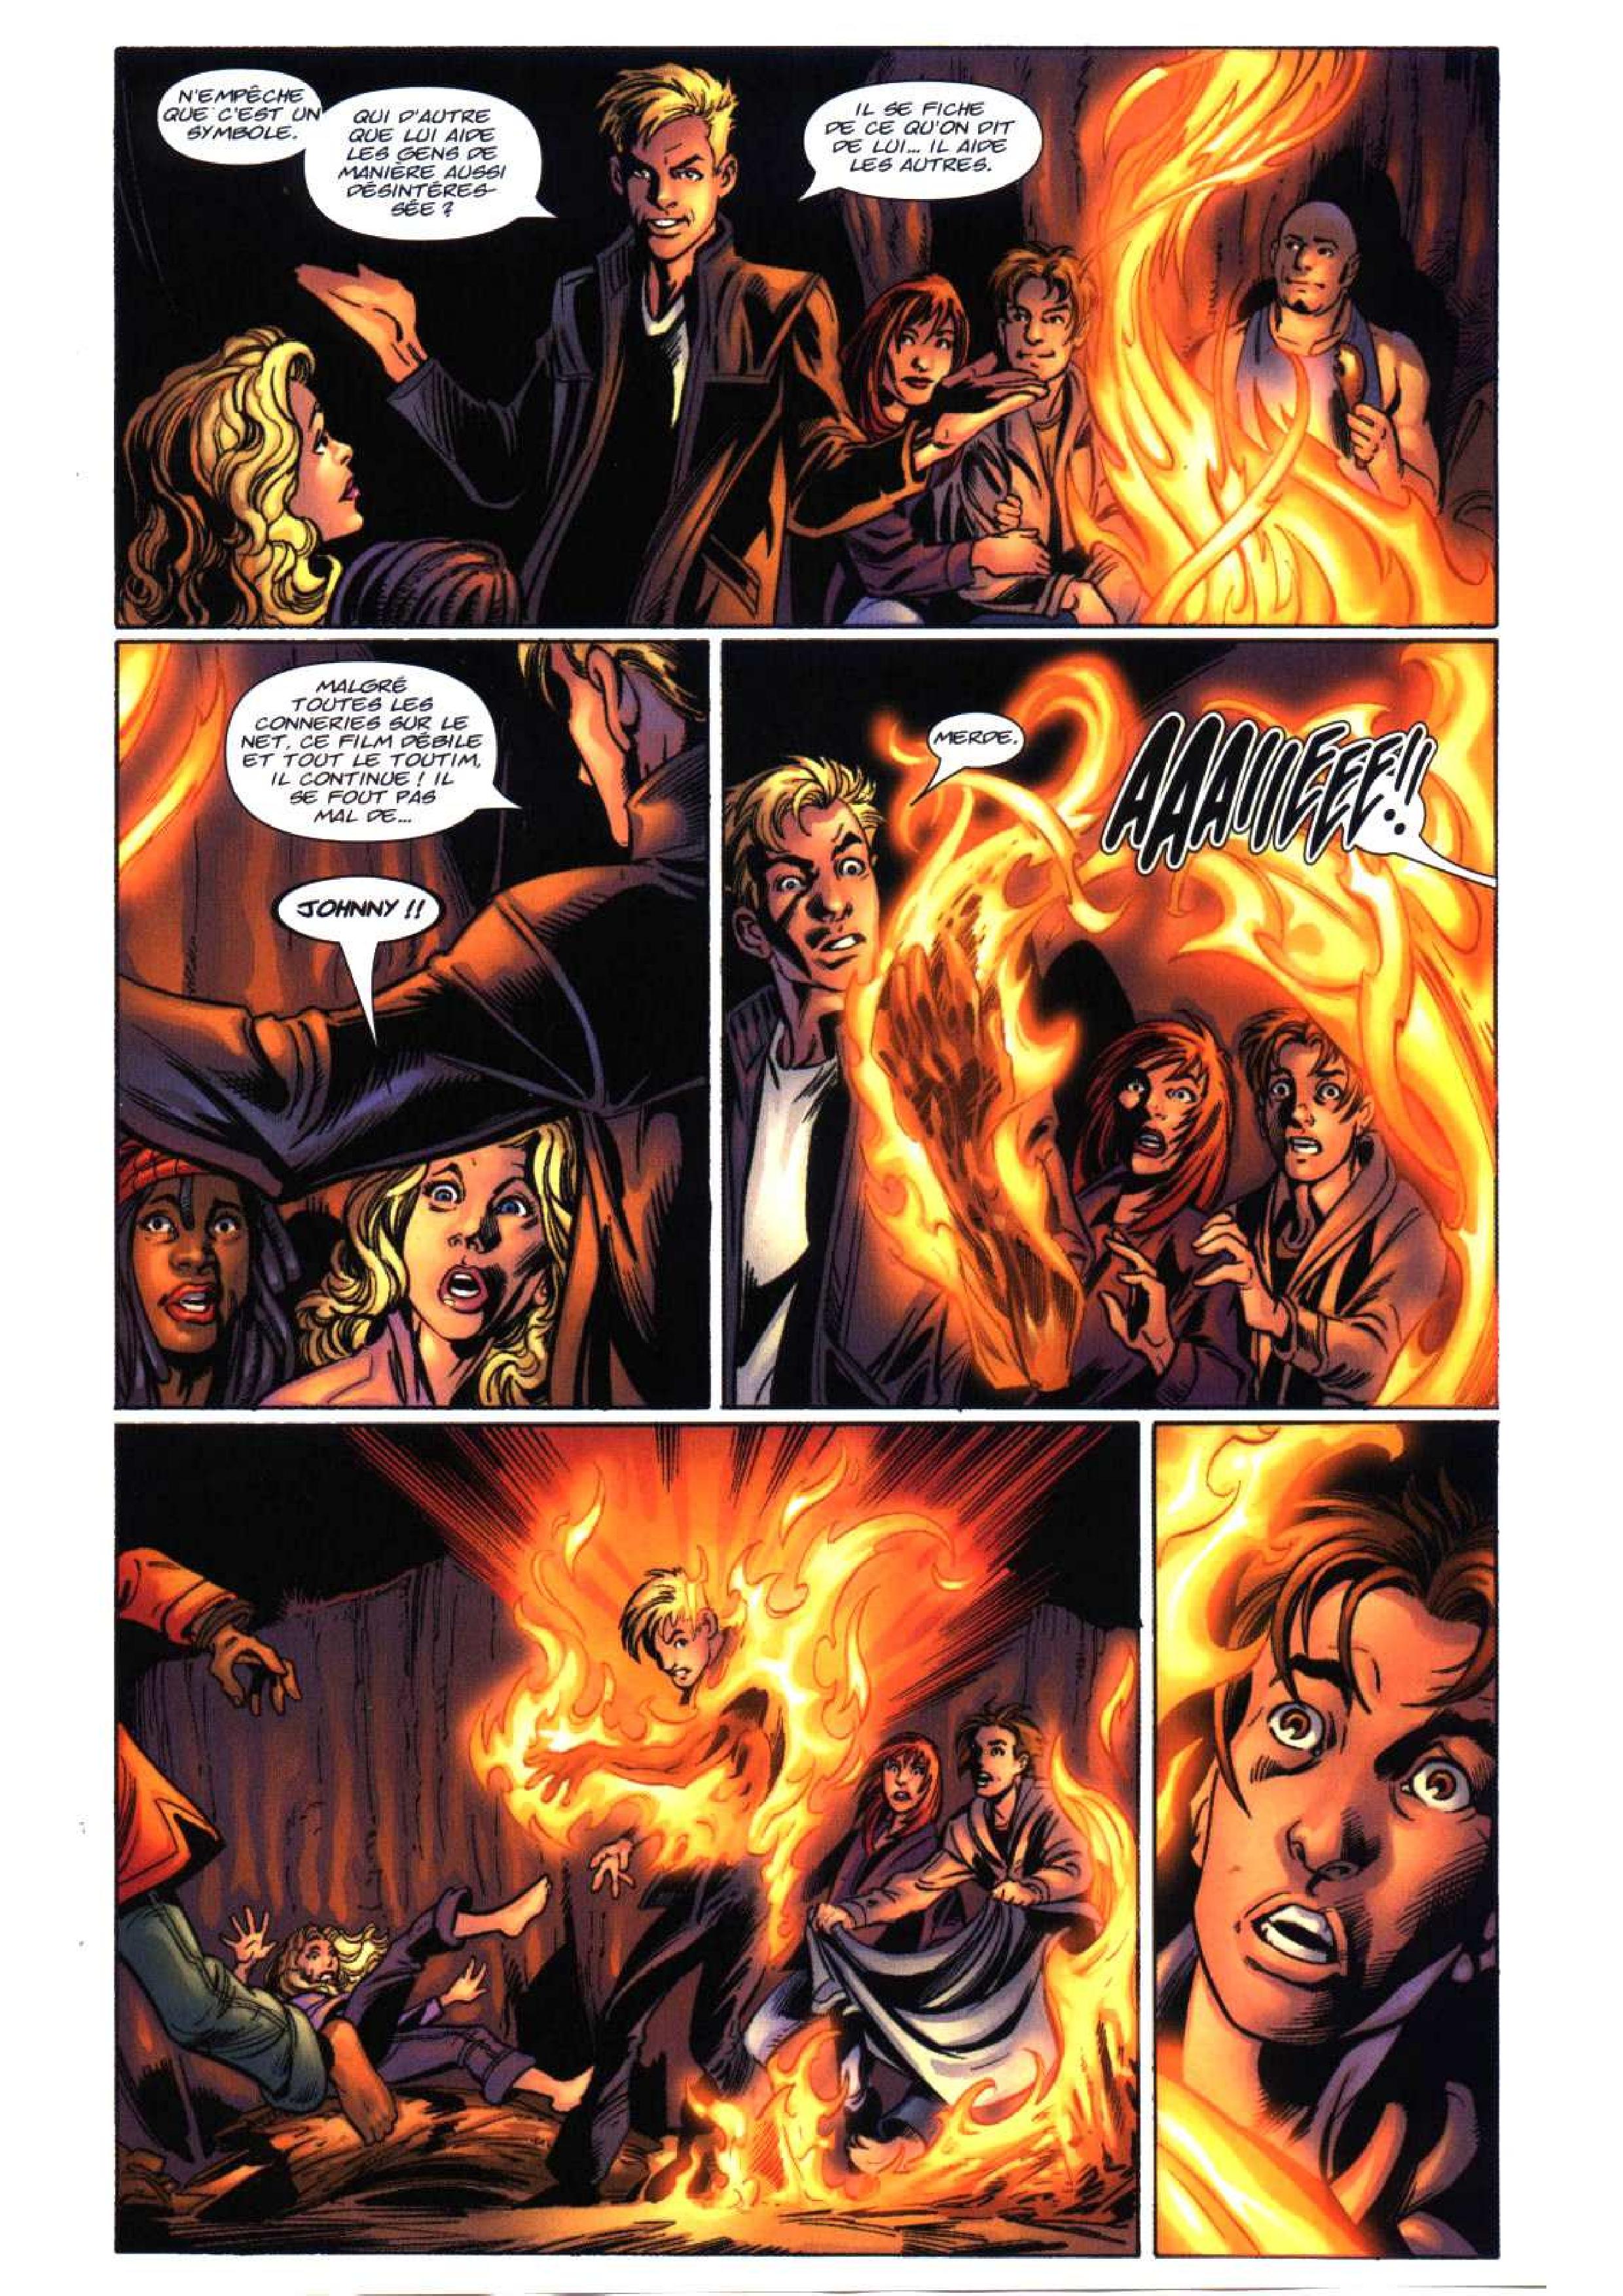 N'EMPÊCHE
QUE C'EST UN
SYMBOLE.
QUI D'AUTRE
QUE LUI AIDE
LES GENS DE
MANIÈRE AUSSI
DÉSINTÉRES-
SÉE ?
IL SE FICHE
DE CE QU'ON DIT
DE LUI... IL AIDE
LES AUTRES.
MALGRÉ
TOUTES LES
CONNERIES SUR LE
NET, CE FILM DÉBILE
ET TOUT LE TOUTIM,
IL CONTINUE ! IL
SE FOUT PAS
MAL DE...
JOHNNY !!
MERDE.
AAAIIIEEE!!